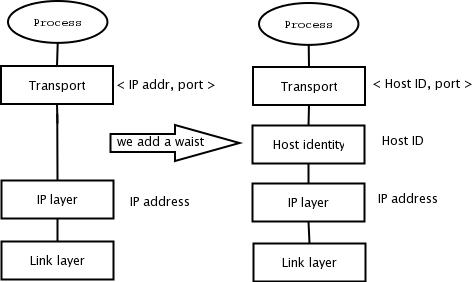 Process
Transport
< IP addr, port >
we add a waist
IP layer
IP address
Link layer
Process
Transport
< Host ID, port >
Host identity
Host ID
IP layer
IP address
Link layer